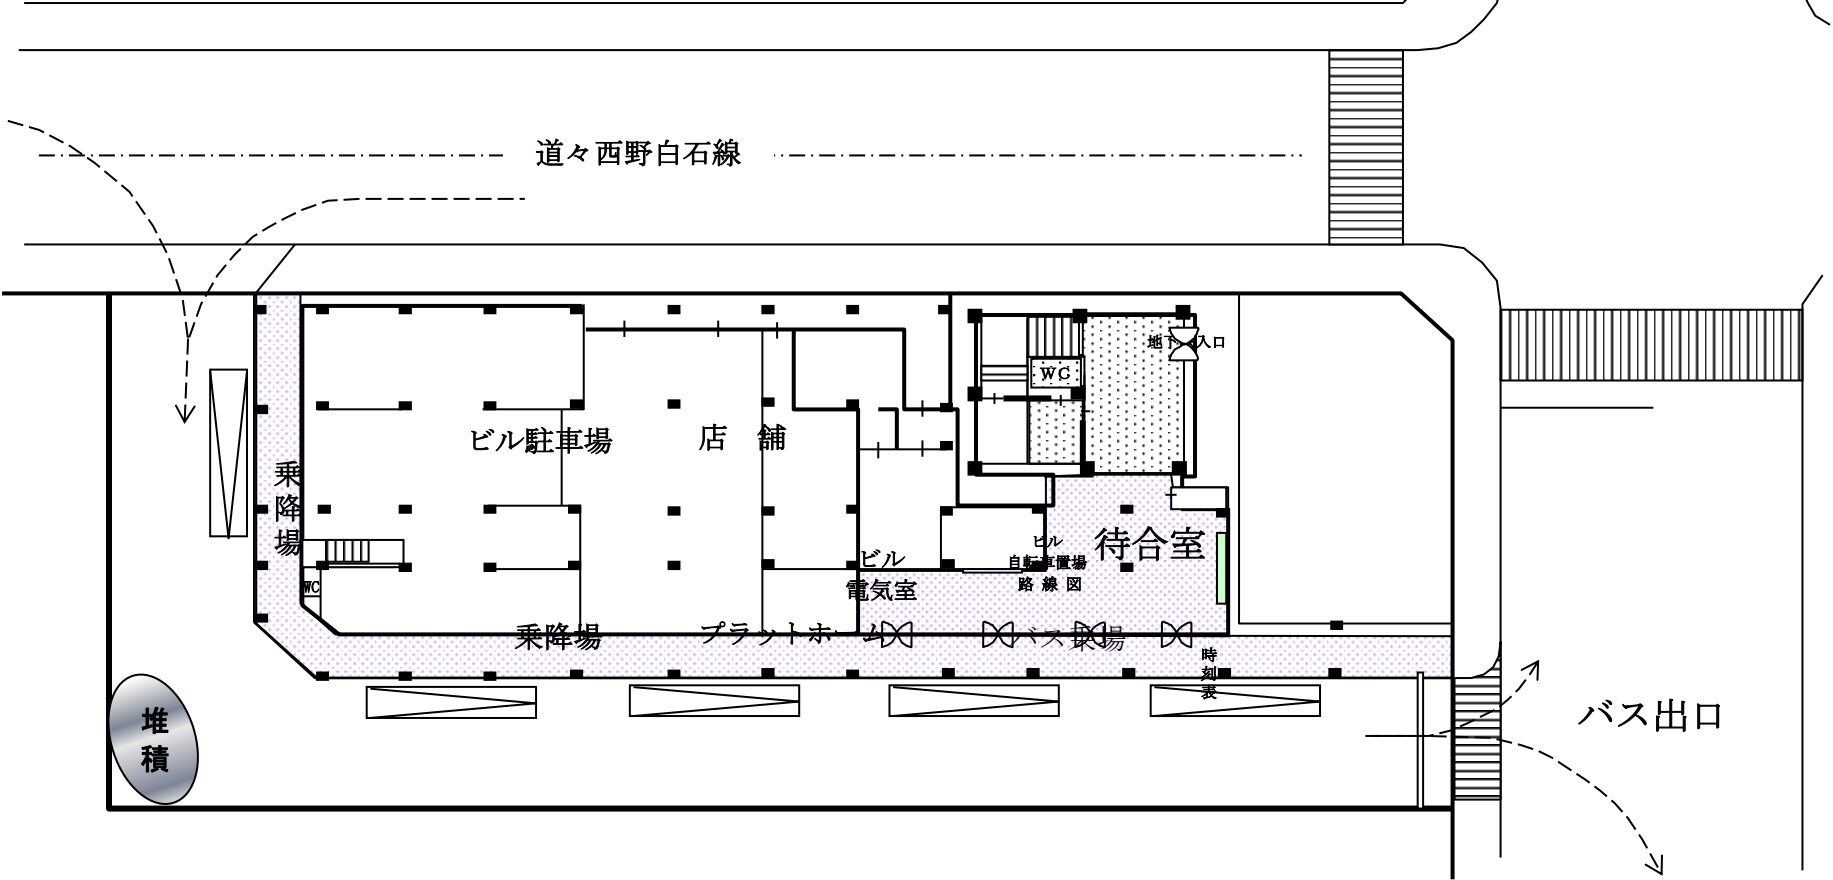 道々西野白石線
地下 入口
WC
ビル駐車場
店 舗
乗降場
ビル
自転車置場
路 線 図
待合室
ビル
電気室
WC
乗降場
プラットホーム
バス乗場
時刻表
堆積
バス出口